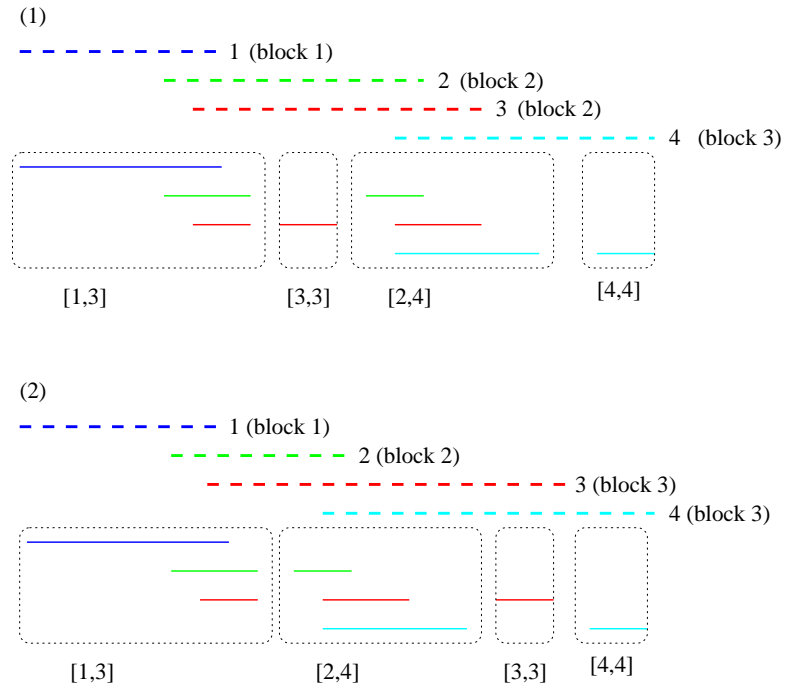 (1)
1 (block 1)
2 (block 2)
3 (block 2)
4 (block 3)
[1,3] [3,3] [2,4] [4,4]
(2)
1 (block 1)
2 (block 2)
3 (block 3)
4 (block 3)
[1,3] [2,4] [3,3] [4,4]